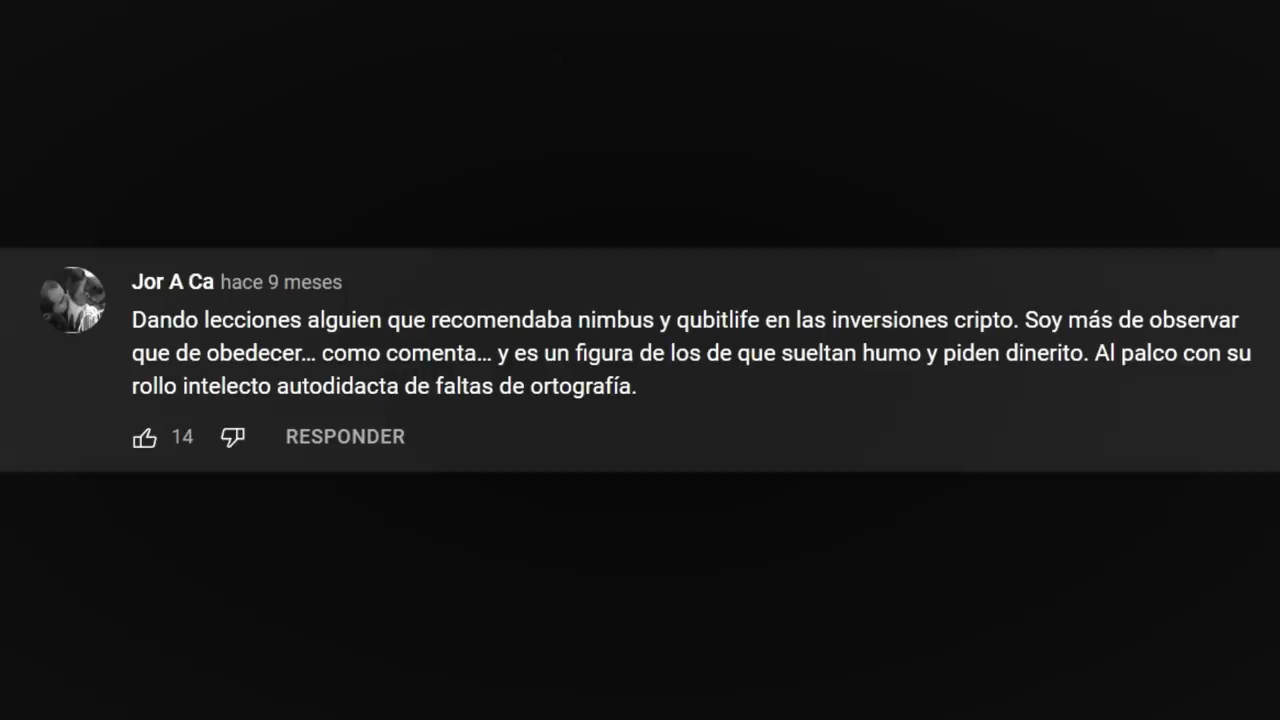 Jor A Ca hace 9 meses
Dando lecciones alguien que recomendaba nimbus y qubitlife en las inversiones cripto. Soy más de observar
que de obedecer... como comenta... y es un figura de los de que sueltan humo y piden dinerito. Al palco con su
rollo intelecto autodidacta de faltas de ortografía.
14 RESPONDER